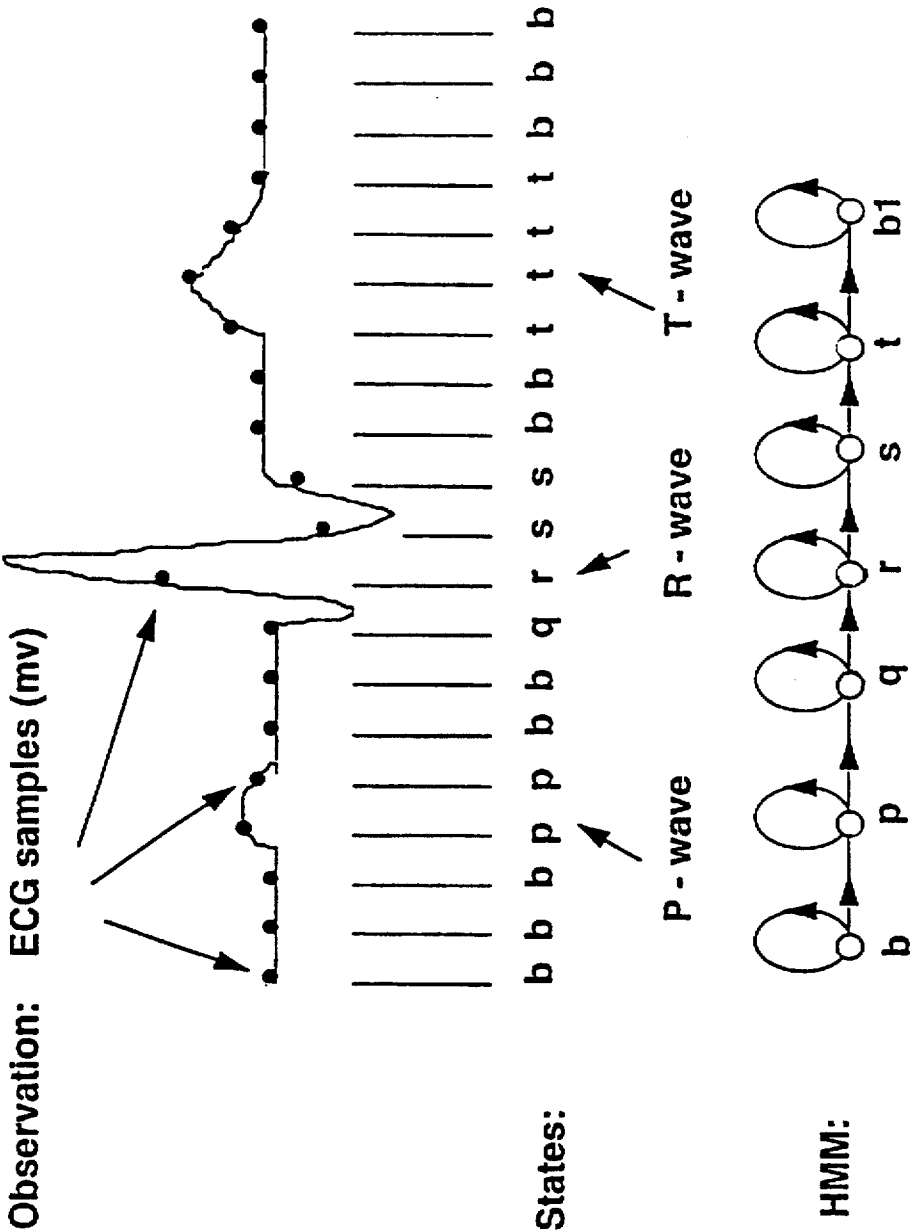 Observation: ECG samples (mv)
States: b b b p p b b q r s s b b t t t t b b b
P - wave R - wave T - wave
HMM: b p q r s t b1